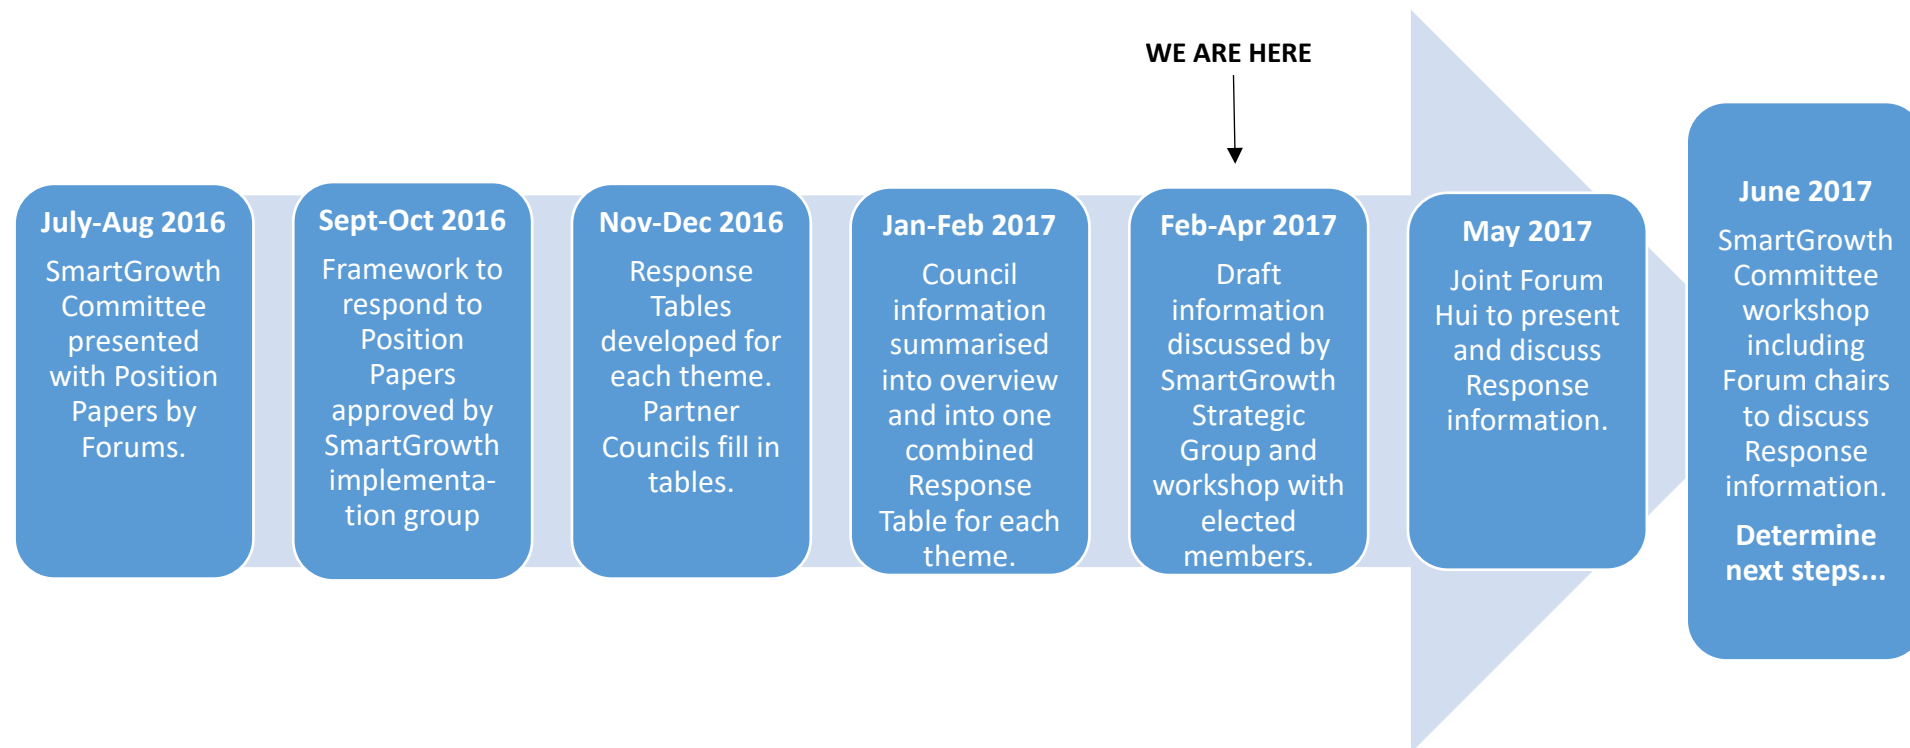 WE ARE HERE
July-Aug 2016
SmartGrowth
Committee
presented
with Position
Papers by
Forums.
Sept-Oct 2016
Framework to
respond to
Position
Papers
approved by
SmartGrowth
implementa-
tion group
Nov-Dec 2016
Response
Tables
developed for
each theme.
Partner
Councils fill in
tables.
Jan-Feb 2017
Council
information
summarised
into overview
and into one
combined
Response
Table for each
theme.
Feb-Apr 2017
Draft
information
discussed by
SmartGrowth
Strategic
Group and
workshop with
elected
members.
May 2017
Joint Forum
Hui to present
and discuss
Response
information.
June 2017
SmartGrowth
Committee
workshop
including
Forum chairs
to discuss
Response
information.
Determine
next steps...